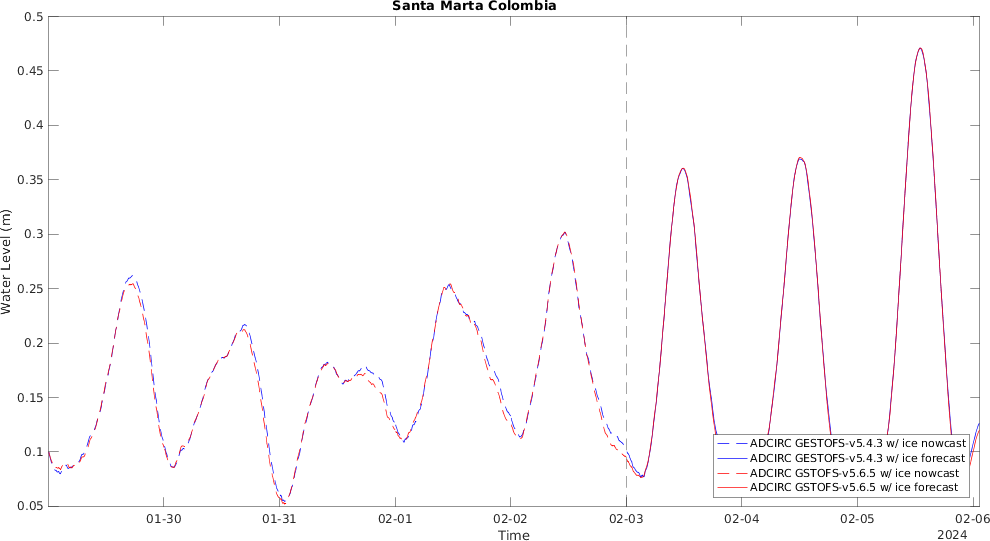 Santa Marta Colombia
0.5
0.45
0.4
0.35
0.3
0.25
0.2
0.15
0.1
0.05
Water Level (m)
ADCIRC GESTOFS-v5.4.3 w/ ice nowcast
ADCIRC GESTOFS-v5.4.3 w/ ice forecast
ADCIRC GSTOFS-v5.6.5 w/ ice nowcast
ADCIRC GSTOFS-v5.6.5 w/ ice forecast
01-30 01-31 02-01 02-02 02-03 02-04 02-05 02-06
Time
2024